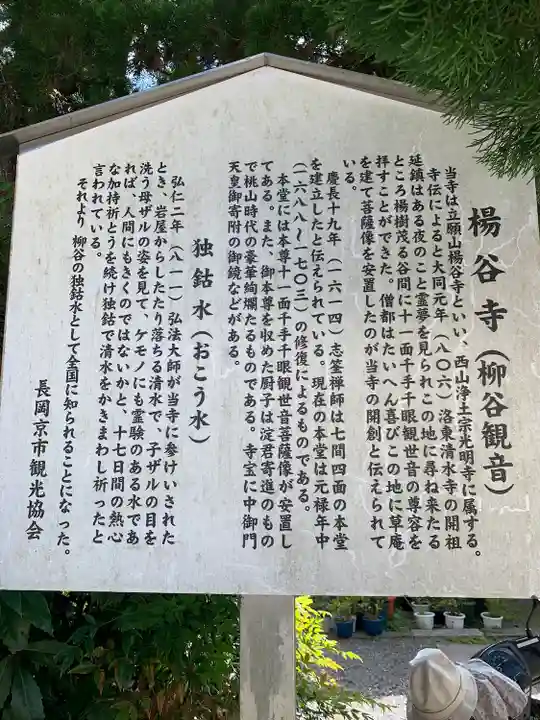 楊谷寺（柳谷観音）
当寺は立願山楊谷寺といい、西山浄土宗光明寺に属する。
寺伝によると大同元年（八〇六）洛東清水寺の開祖
延鎮はある夜のこと霊夢を見られこの地に尋ね来たる
ところ楊樹茂る谷間に十一面千手千眼観世音の尊容を
拝すことができた。僧都はたいへん喜びこの地に草庵
を建て菩薩像を安置したのが当寺の開創と伝えられて
いる。
慶長十九年（一六一四）志筌禅師は七間四面の本堂
を建立したと伝えられている。現在の本堂は元禄年中
（一六八八〜一七〇三）の修復によるものである。
本堂には本尊十一面千手千眼観世音菩薩像が安置し
てある。また、御本尊を収めた厨子は淀君寄進のもの
で桃山時代の豪華絢爛たるものである。寺宝に中御門
天皇御寄附の御鏡などがある。
独鈷水（おこう水）
弘仁二年（八一一）弘法大師が当寺に参けいされた
とき、岩屋からしたたり落ちる清水で、子ザルの目を
洗う母ザルの姿を見て、ケモノにも霊験のある水であ
れば、人間にもきくのではないかと、十七日間の熱心
な加持祈とうを続け独鈷で清水をかきまわし祈ったと
言われている。
それより 柳谷の独鈷水として全国に知られることになった。
長岡京市観光協会